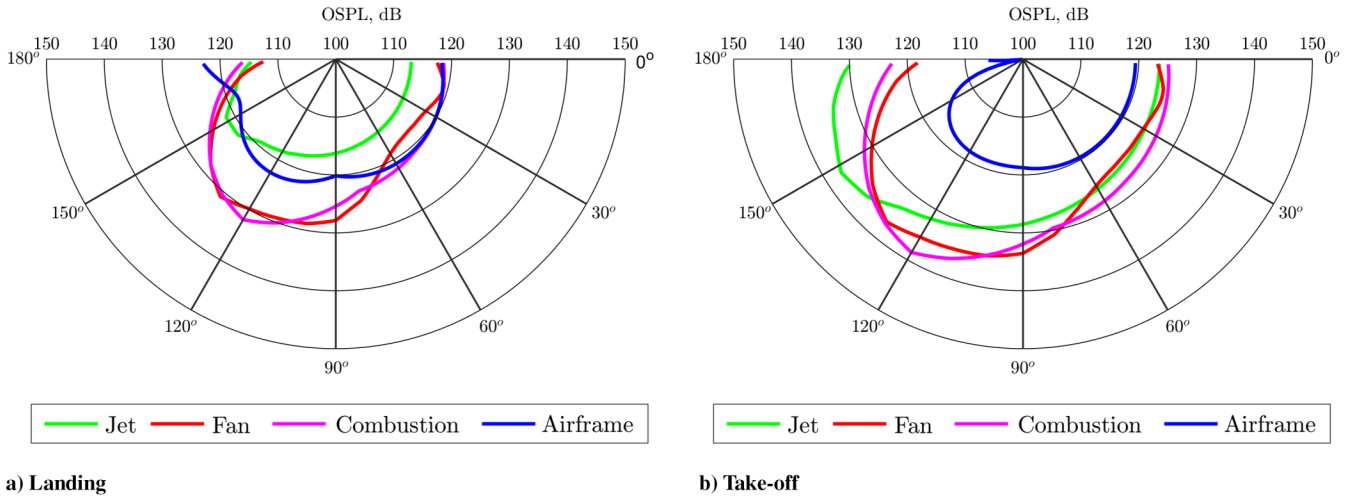 OSPL, dB
150 140 130 120 110 100 110 120 130 140 150
180° 0°
150° 30°
120° 60°
90°
Jet Fan Combustion Airframe
a) Landing
OSPL, dB
150 140 130 120 110 100 110 120 130 140 150
180° 0°
150° 30°
120° 60°
90°
Jet Fan Combustion Airframe
b) Take-off